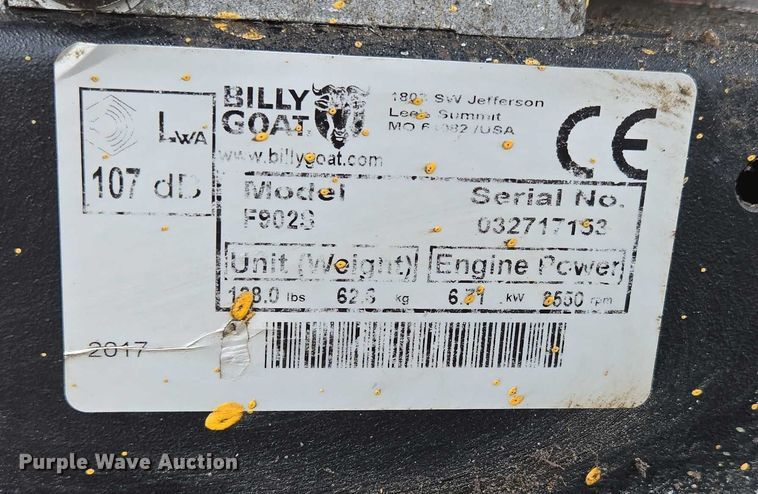 LWA
107 dB
BILLY
GOAT
1803 SW Jefferson
Lee's Summit
MO 64082 /USA
www.billygoat.com
CE
Model
Serial No.
F902S
032717153
Unit (Weight)
Engine Power
138.0 lbs 62.6 kg 6.71 kW 3550 rpm
2017
Purple Wave Auction